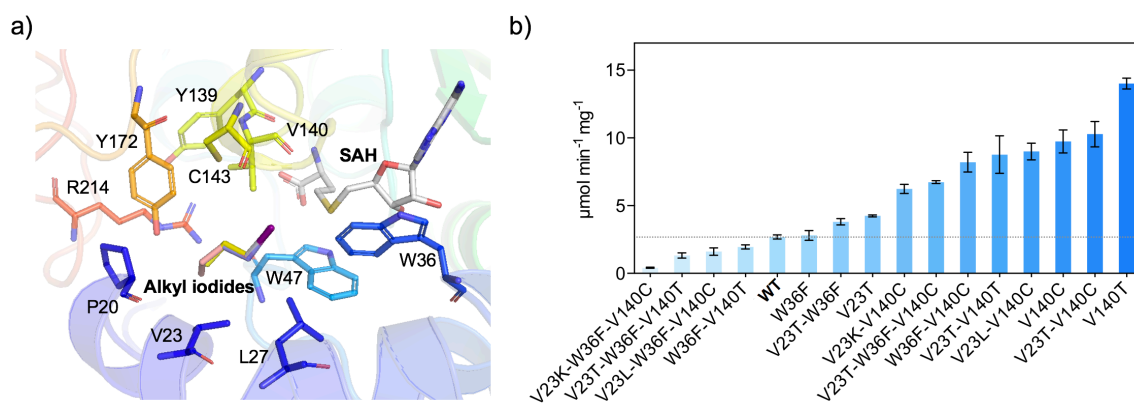 a)
Y139
Y172
V140
SAH
C143
R214
W36
Alkyl iodides
W47
P20
V23
L27
b)
µmol min-1 mg-1
15
10
5
0
V23K-W36F-V140C
V23T-W36F-V140T
V23L-W36F-V140C
W36F-V140T
WT
W36F
V23T-W36F
V23T
V23K-V140C
V23T-W36F-V140C
W36F-V140C
V23T-V140T
V23L-V140C
V140C
V23T-V140C
V140T